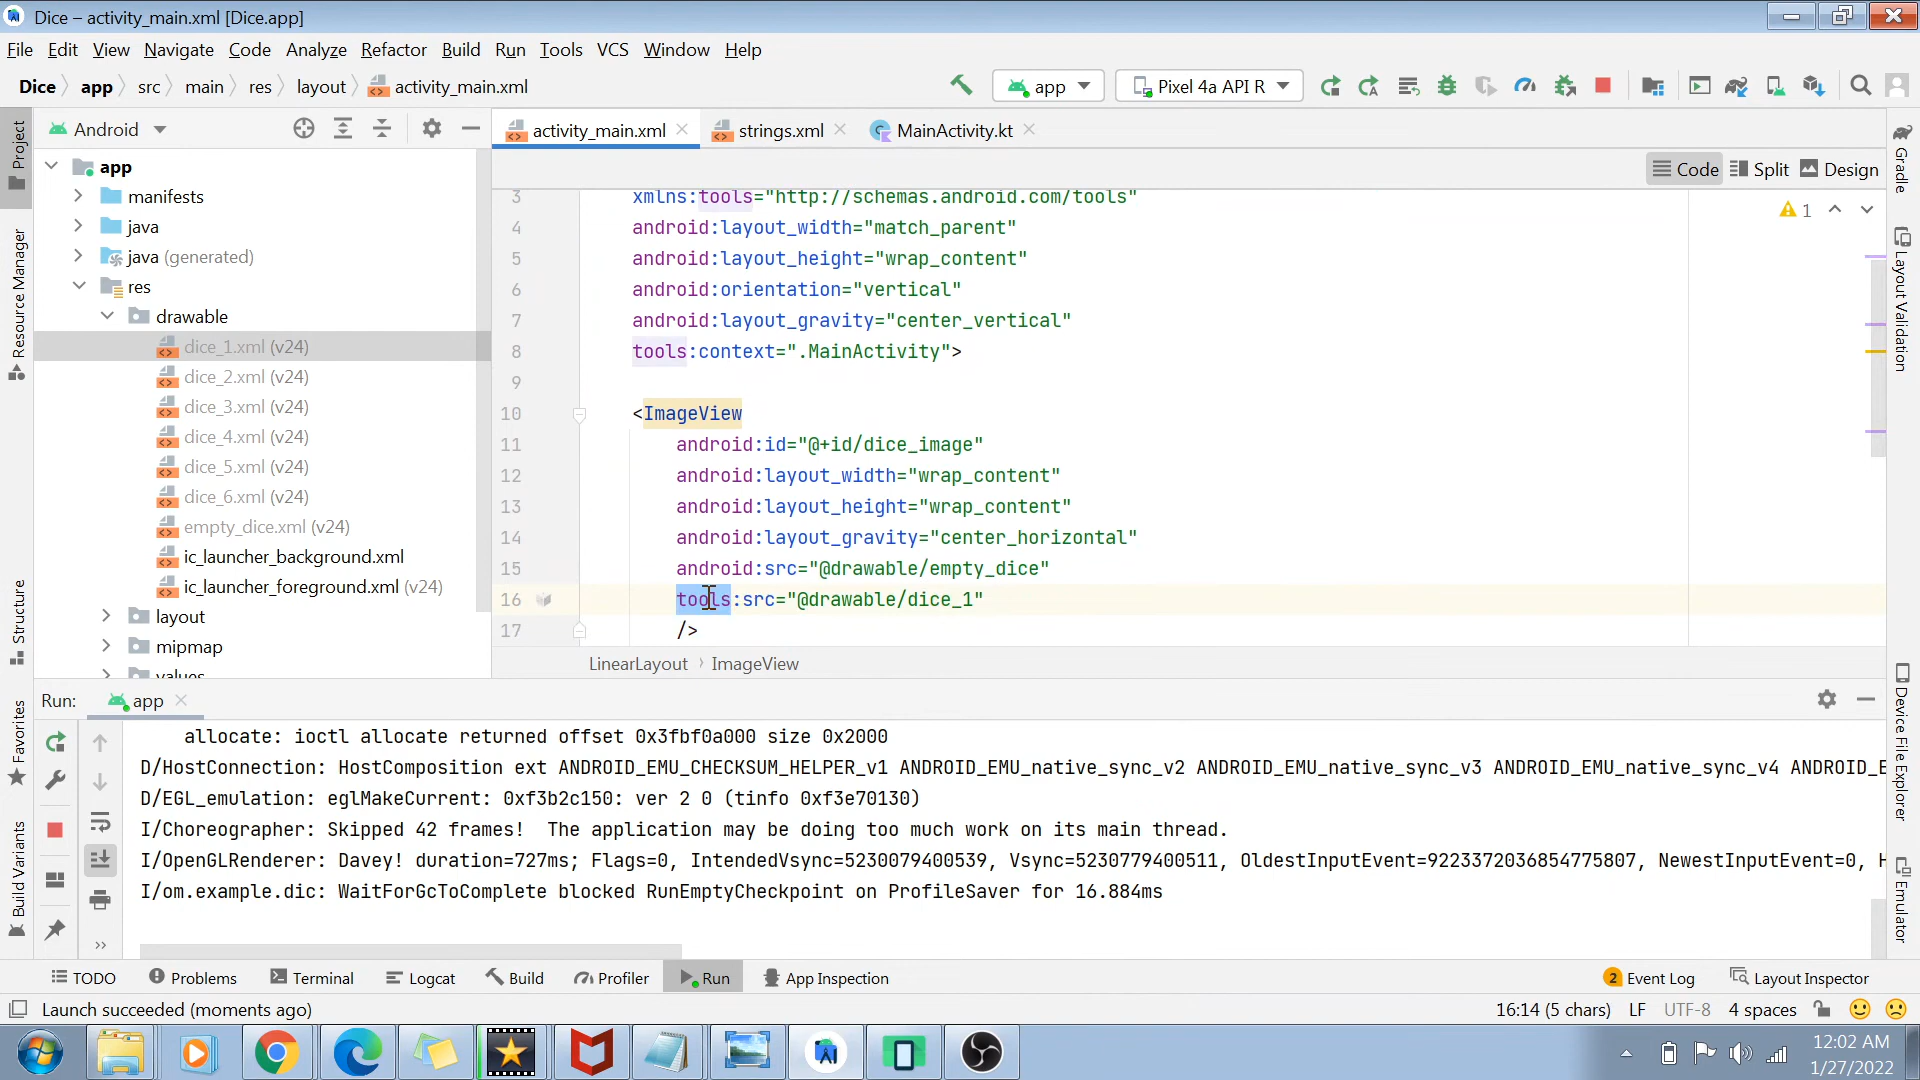 Dice – activity_main.xml [Dice.app]
File Edit View Navigate Code Analyze Refactor Build Run Tools VCS Window Help
Dice app src main res layout activity_main.xml
app Pixel 4a API R
Project
Resource Manager
Structure
Favorites
Build Variants
Android
app
manifests
java
java (generated)
res
drawable
dice_1.xml (v24)
dice_2.xml (v24)
dice_3.xml (v24)
dice_4.xml (v24)
dice_5.xml (v24)
dice_6.xml (v24)
empty_dice.xml (v24)
ic_launcher_background.xml
ic_launcher_foreground.xml (v24)
layout
mipmap
values
activity_main.xml strings.xml MainActivity.kt
Code Split Design
1
3 xmlns:tools="http://schemas.android.com/tools"
4 android:layout_width="match_parent"
5 android:layout_height="wrap_content"
6 android:orientation="vertical"
7 android:layout_gravity="center_vertical"
8 tools:context=".MainActivity">
9
10 <ImageView
11 android:id="@+id/dice_image"
12 android:layout_width="wrap_content"
13 android:layout_height="wrap_content"
14 android:layout_gravity="center_horizontal"
15 android:src="@drawable/empty_dice"
16 tools:src="@drawable/dice_1"
17 />
LinearLayout › ImageView
Gradle
Layout Validation
Device File Explorer
Emulator
Run: app
allocate: ioctl allocate returned offset 0x3fbf0a000 size 0x2000
D/HostConnection: HostComposition ext ANDROID_EMU_CHECKSUM_HELPER_v1 ANDROID_EMU_native_sync_v2 ANDROID_EMU_native_sync_v3 ANDROID_EMU_native_sync_v4 ANDROID_E
D/EGL_emulation: eglMakeCurrent: 0xf3b2c150: ver 2 0 (tinfo 0xf3e70130)
I/Choreographer: Skipped 42 frames!  The application may be doing too much work on its main thread.
I/OpenGLRenderer: Davey! duration=727ms; Flags=0, IntendedVsync=5230079400539, Vsync=5230779400511, OldestInputEvent=9223372036854775807, NewestInputEvent=0, H
I/om.example.dic: WaitForGcToComplete blocked RunEmptyCheckpoint on ProfileSaver for 16.884ms
TODO Problems Terminal Logcat Build Profiler Run App Inspection 2 Event Log Layout Inspector
Launch succeeded (moments ago) 16:14 (5 chars) LF UTF-8 4 spaces
12:02 AM
1/27/2022